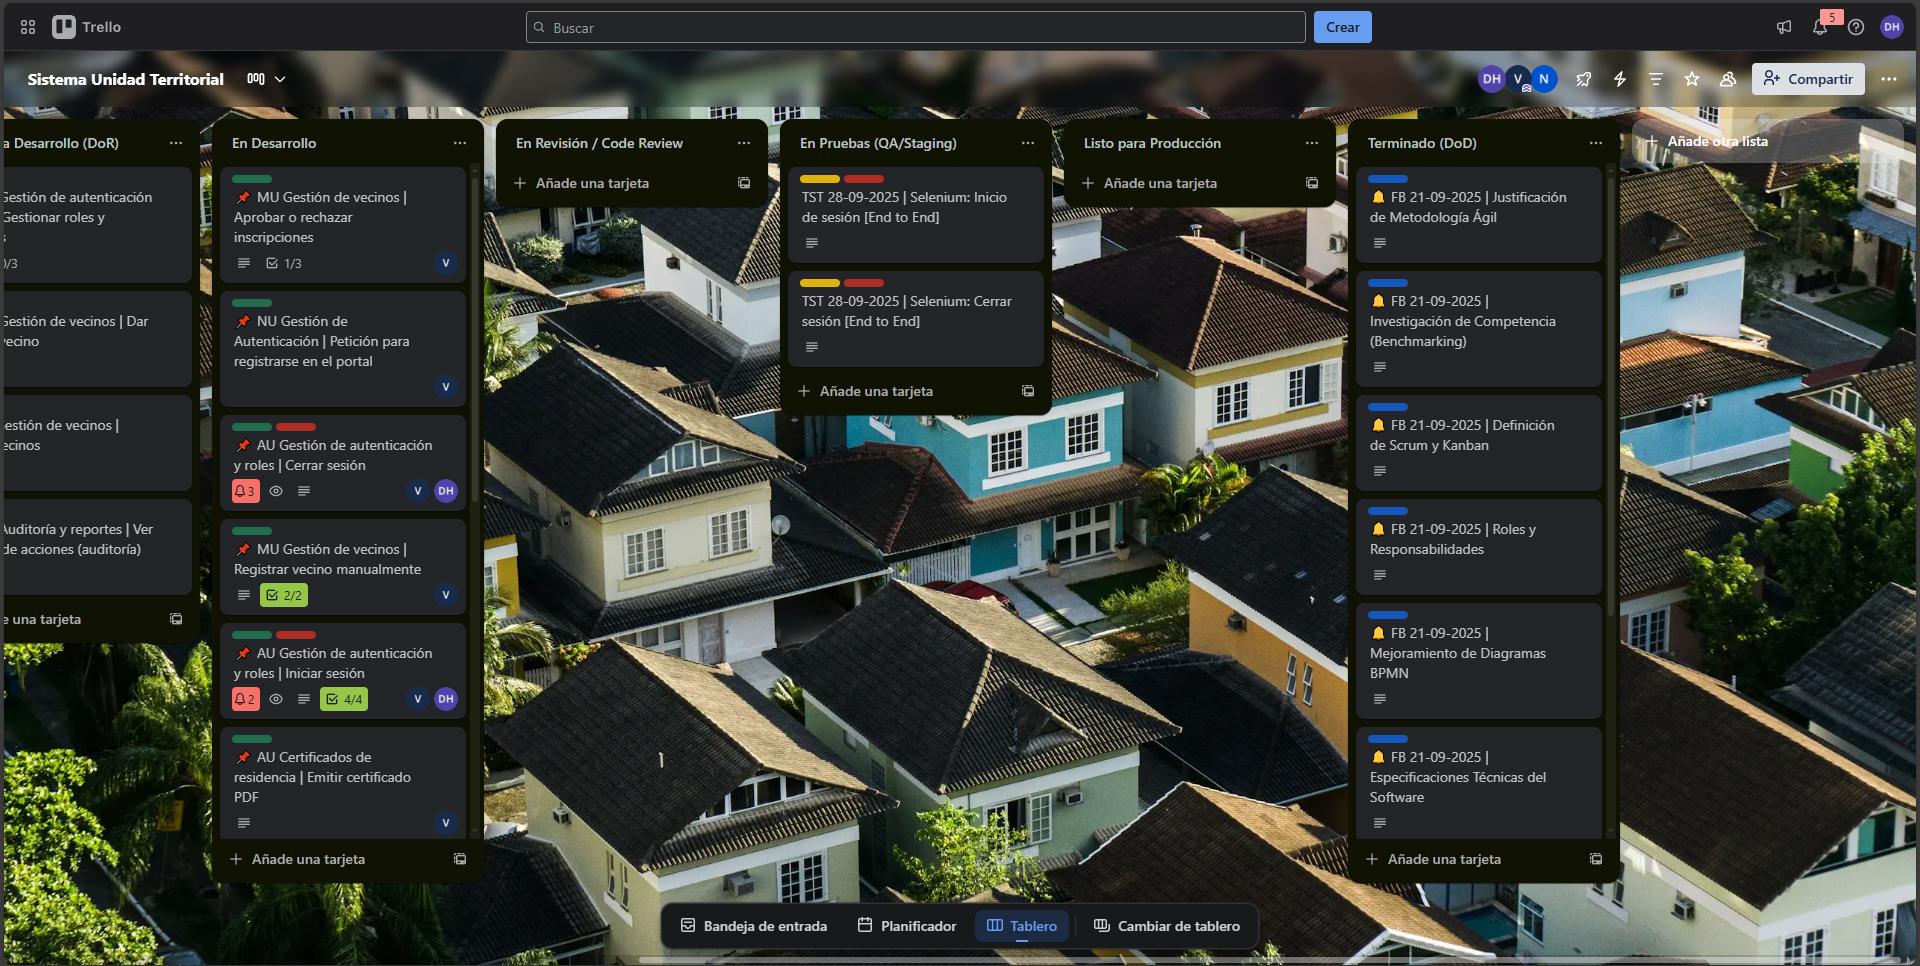 Trello
Buscar
Crear
5
DH
Sistema Unidad Territorial
DH
V
N
Compartir
a Desarrollo (DoR)
Gestión de autenticación
Gestionar roles y
s
0/3
Gestión de vecinos | Dar
vecino
estión de vecinos |
ecinos
Auditoría y reportes | Ver
de acciones (auditoría)
e una tarjeta
En Desarrollo
MU Gestión de vecinos |
Aprobar o rechazar
inscripciones
1/3
V
NU Gestión de
Autenticación | Petición para
registrarse en el portal
V
AU Gestión de autenticación
y roles | Cerrar sesión
3
V
DH
MU Gestión de vecinos |
Registrar vecino manualmente
2/2
V
AU Gestión de autenticación
y roles | Iniciar sesión
2
4/4
V
DH
AU Certificados de
residencia | Emitir certificado
PDF
V
Añade una tarjeta
En Revisión / Code Review
Añade una tarjeta
En Pruebas (QA/Staging)
TST 28-09-2025 | Selenium: Inicio
de sesión [End to End]
TST 28-09-2025 | Selenium: Cerrar
sesión [End to End]
Añade una tarjeta
Listo para Producción
Añade una tarjeta
Terminado (DoD)
FB 21-09-2025 | Justificación
de Metodología Ágil
FB 21-09-2025 |
Investigación de Competencia
(Benchmarking)
FB 21-09-2025 | Definición
de Scrum y Kanban
FB 21-09-2025 | Roles y
Responsabilidades
FB 21-09-2025 |
Mejoramiento de Diagramas
BPMN
FB 21-09-2025 |
Especificaciones Técnicas del
Software
Añade una tarjeta
Añade otra lista
Bandeja de entrada
Planificador
Tablero
Cambiar de tablero